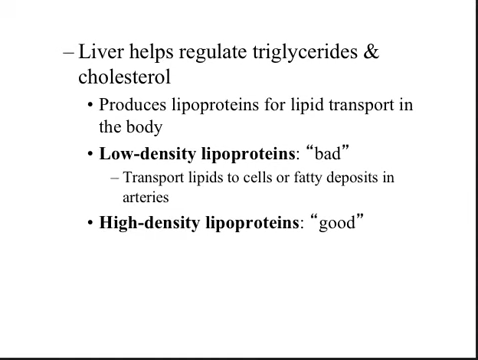 – Liver helps regulate triglycerides &
cholesterol
• Produces lipoproteins for lipid transport in
the body
• Low-density lipoproteins: “bad”
– Transport lipids to cells or fatty deposits in
arteries
• High-density lipoproteins: “good”